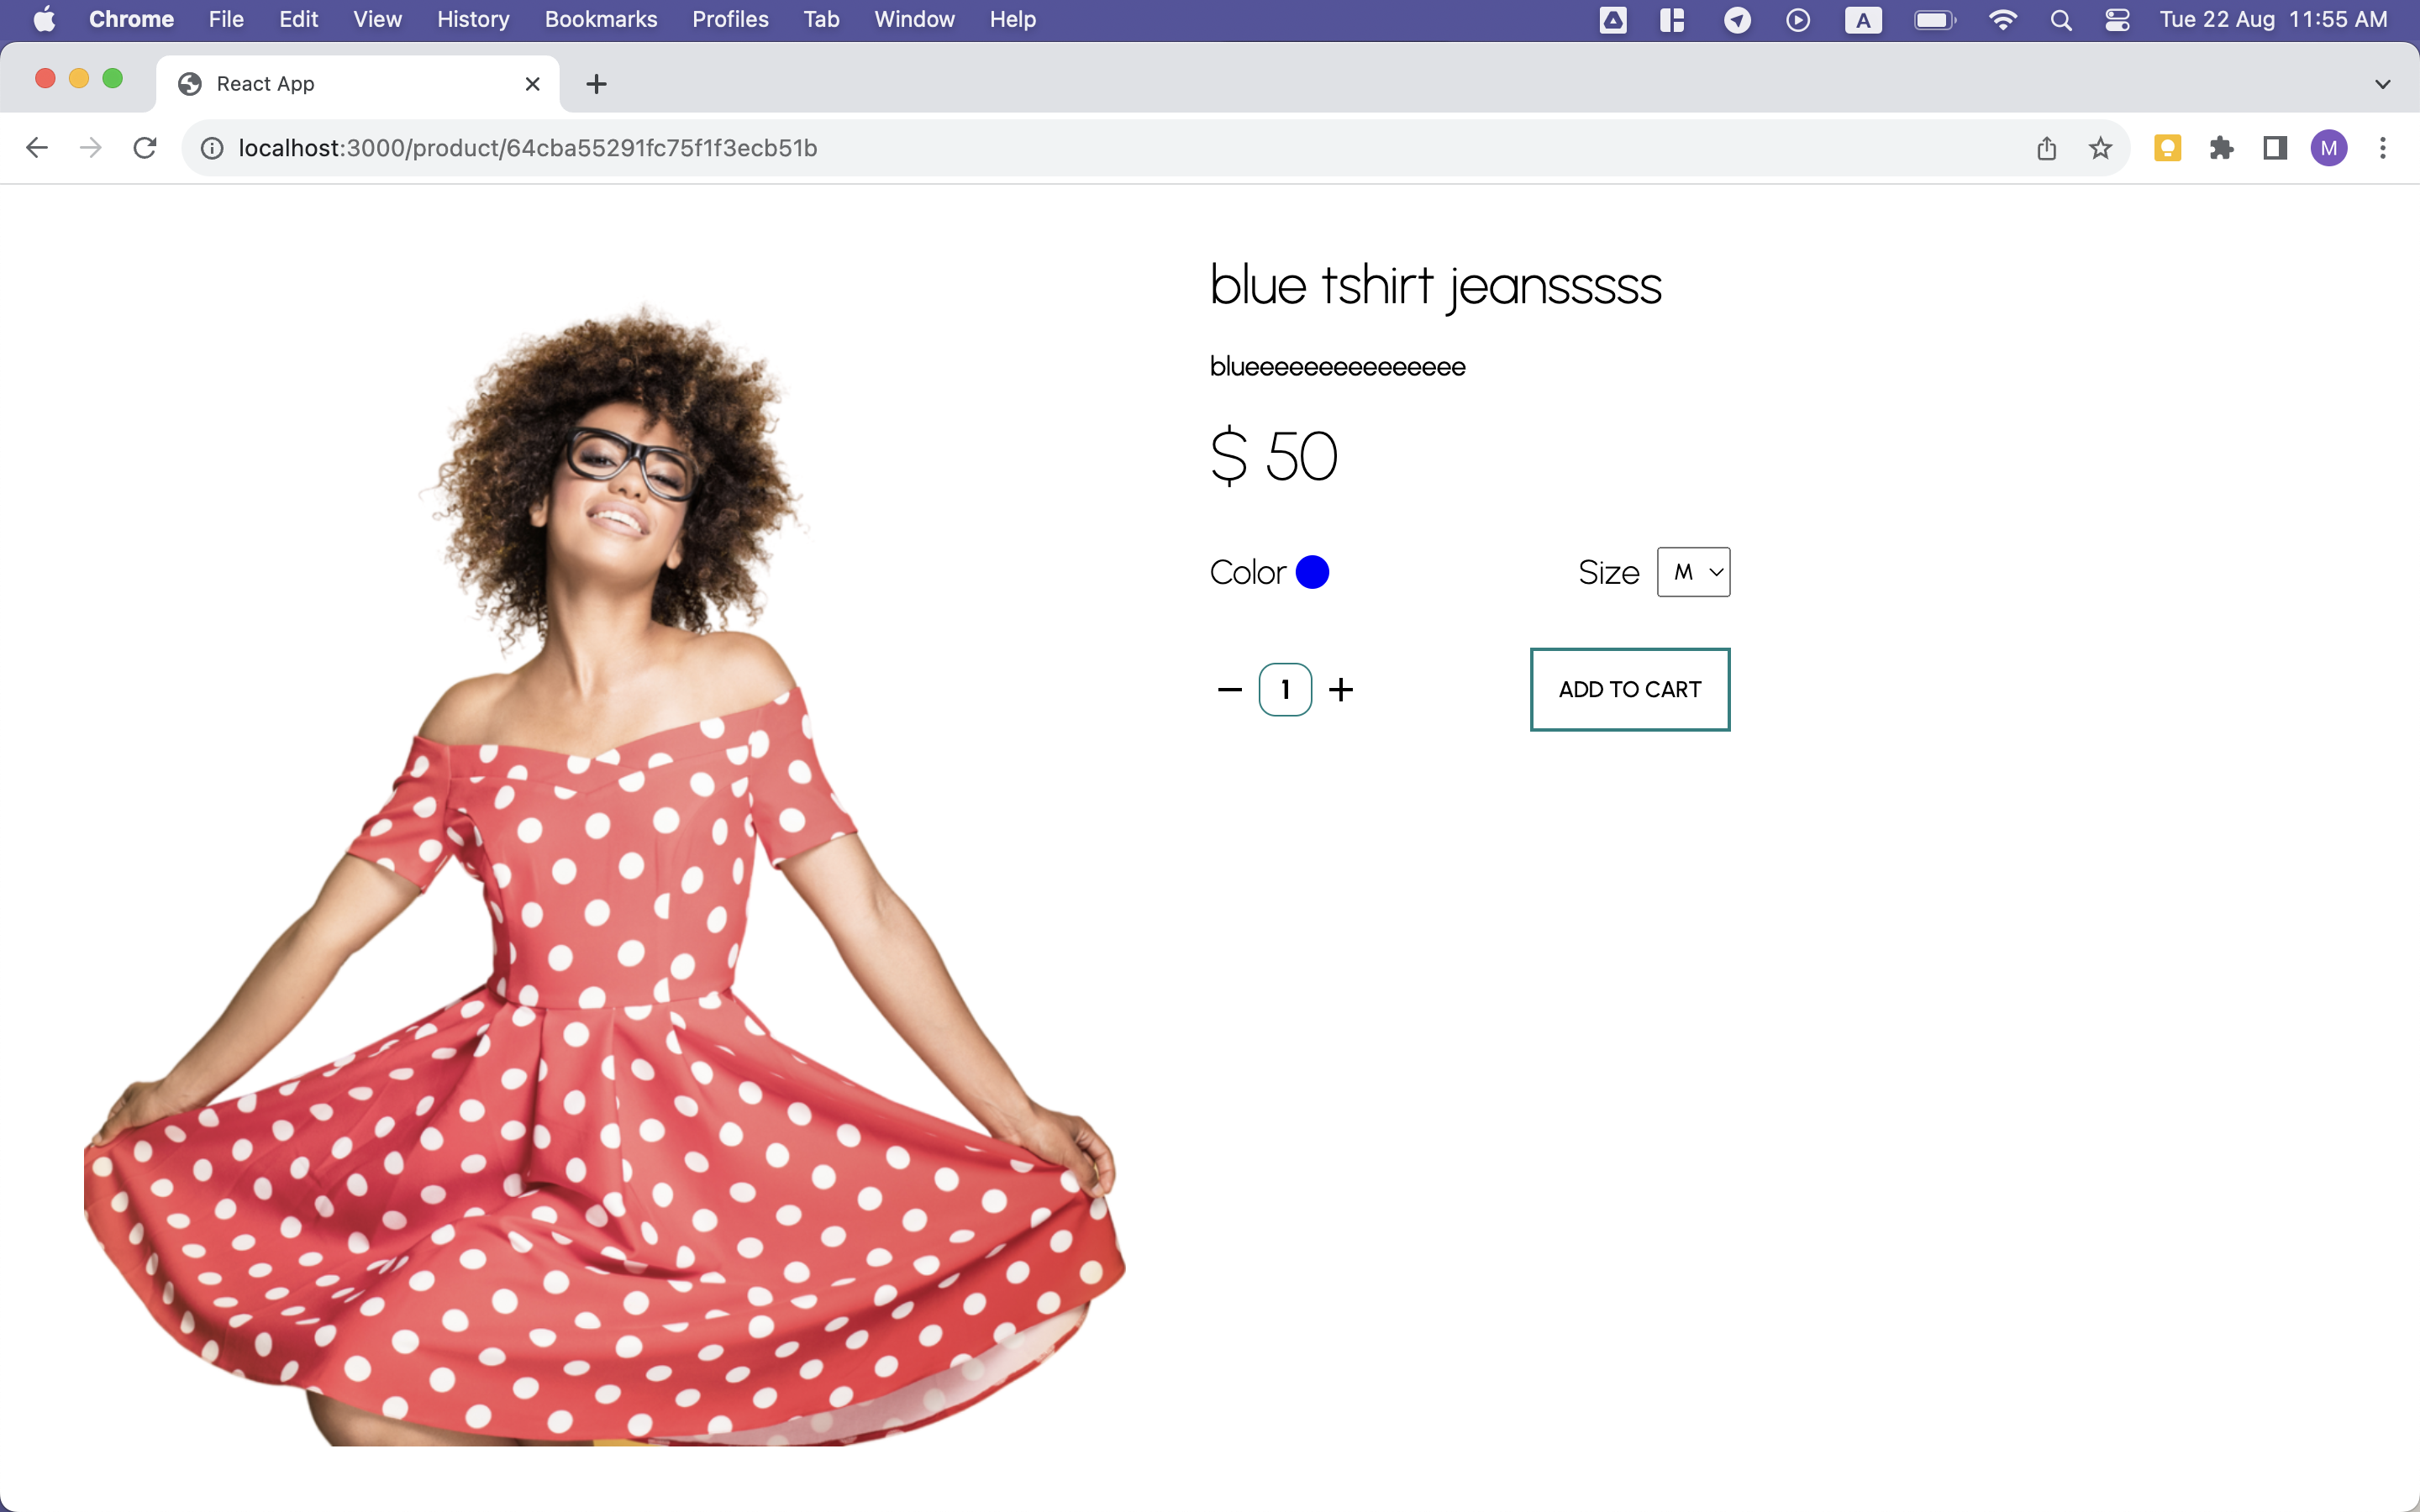 Chrome File Edit View History Bookmarks Profiles Tab Window Help A Tue 22 Aug 11:55 AM
React App
localhost:3000/product/64cba55291fc75f1f3ecb51b M
blue tshirt jeansssss
blueeeeeeeeeeeeeee
$ 50
Color Size M
1 ADD TO CART